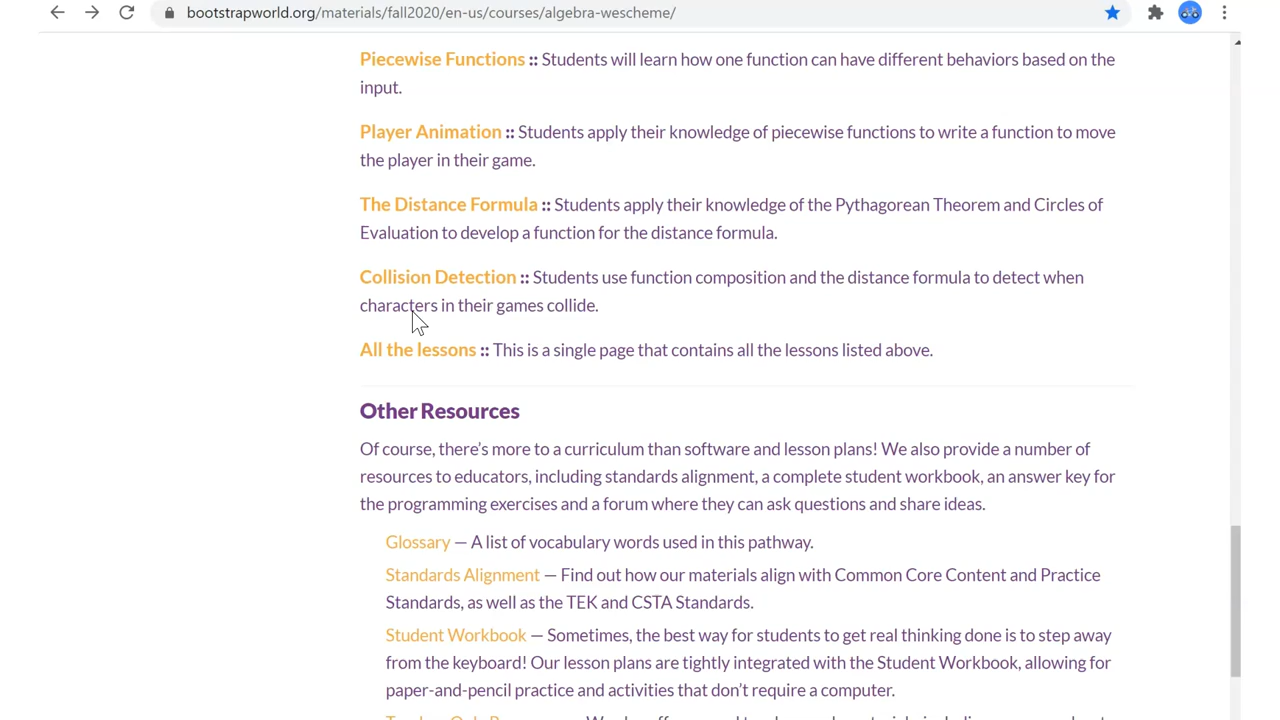 bootstrapworld.org/materials/fall2020/en-us/courses/algebra-wescheme/
Piecewise Functions :: Students will learn how one function can have different behaviors based on the
input.
Player Animation :: Students apply their knowledge of piecewise functions to write a function to move
the player in their game.
The Distance Formula :: Students apply their knowledge of the Pythagorean Theorem and Circles of
Evaluation to develop a function for the distance formula.
Collision Detection :: Students use function composition and the distance formula to detect when
characters in their games collide.
All the lessons :: This is a single page that contains all the lessons listed above.
Other Resources
Of course, there's more to a curriculum than software and lesson plans! We also provide a number of
resources to educators, including standards alignment, a complete student workbook, an answer key for
the programming exercises and a forum where they can ask questions and share ideas.
Glossary — A list of vocabulary words used in this pathway.
Standards Alignment — Find out how our materials align with Common Core Content and Practice
Standards, as well as the TEK and CSTA Standards.
Student Workbook — Sometimes, the best way for students to get real thinking done is to step away
from the keyboard! Our lesson plans are tightly integrated with the Student Workbook, allowing for
paper-and-pencil practice and activities that don't require a computer.